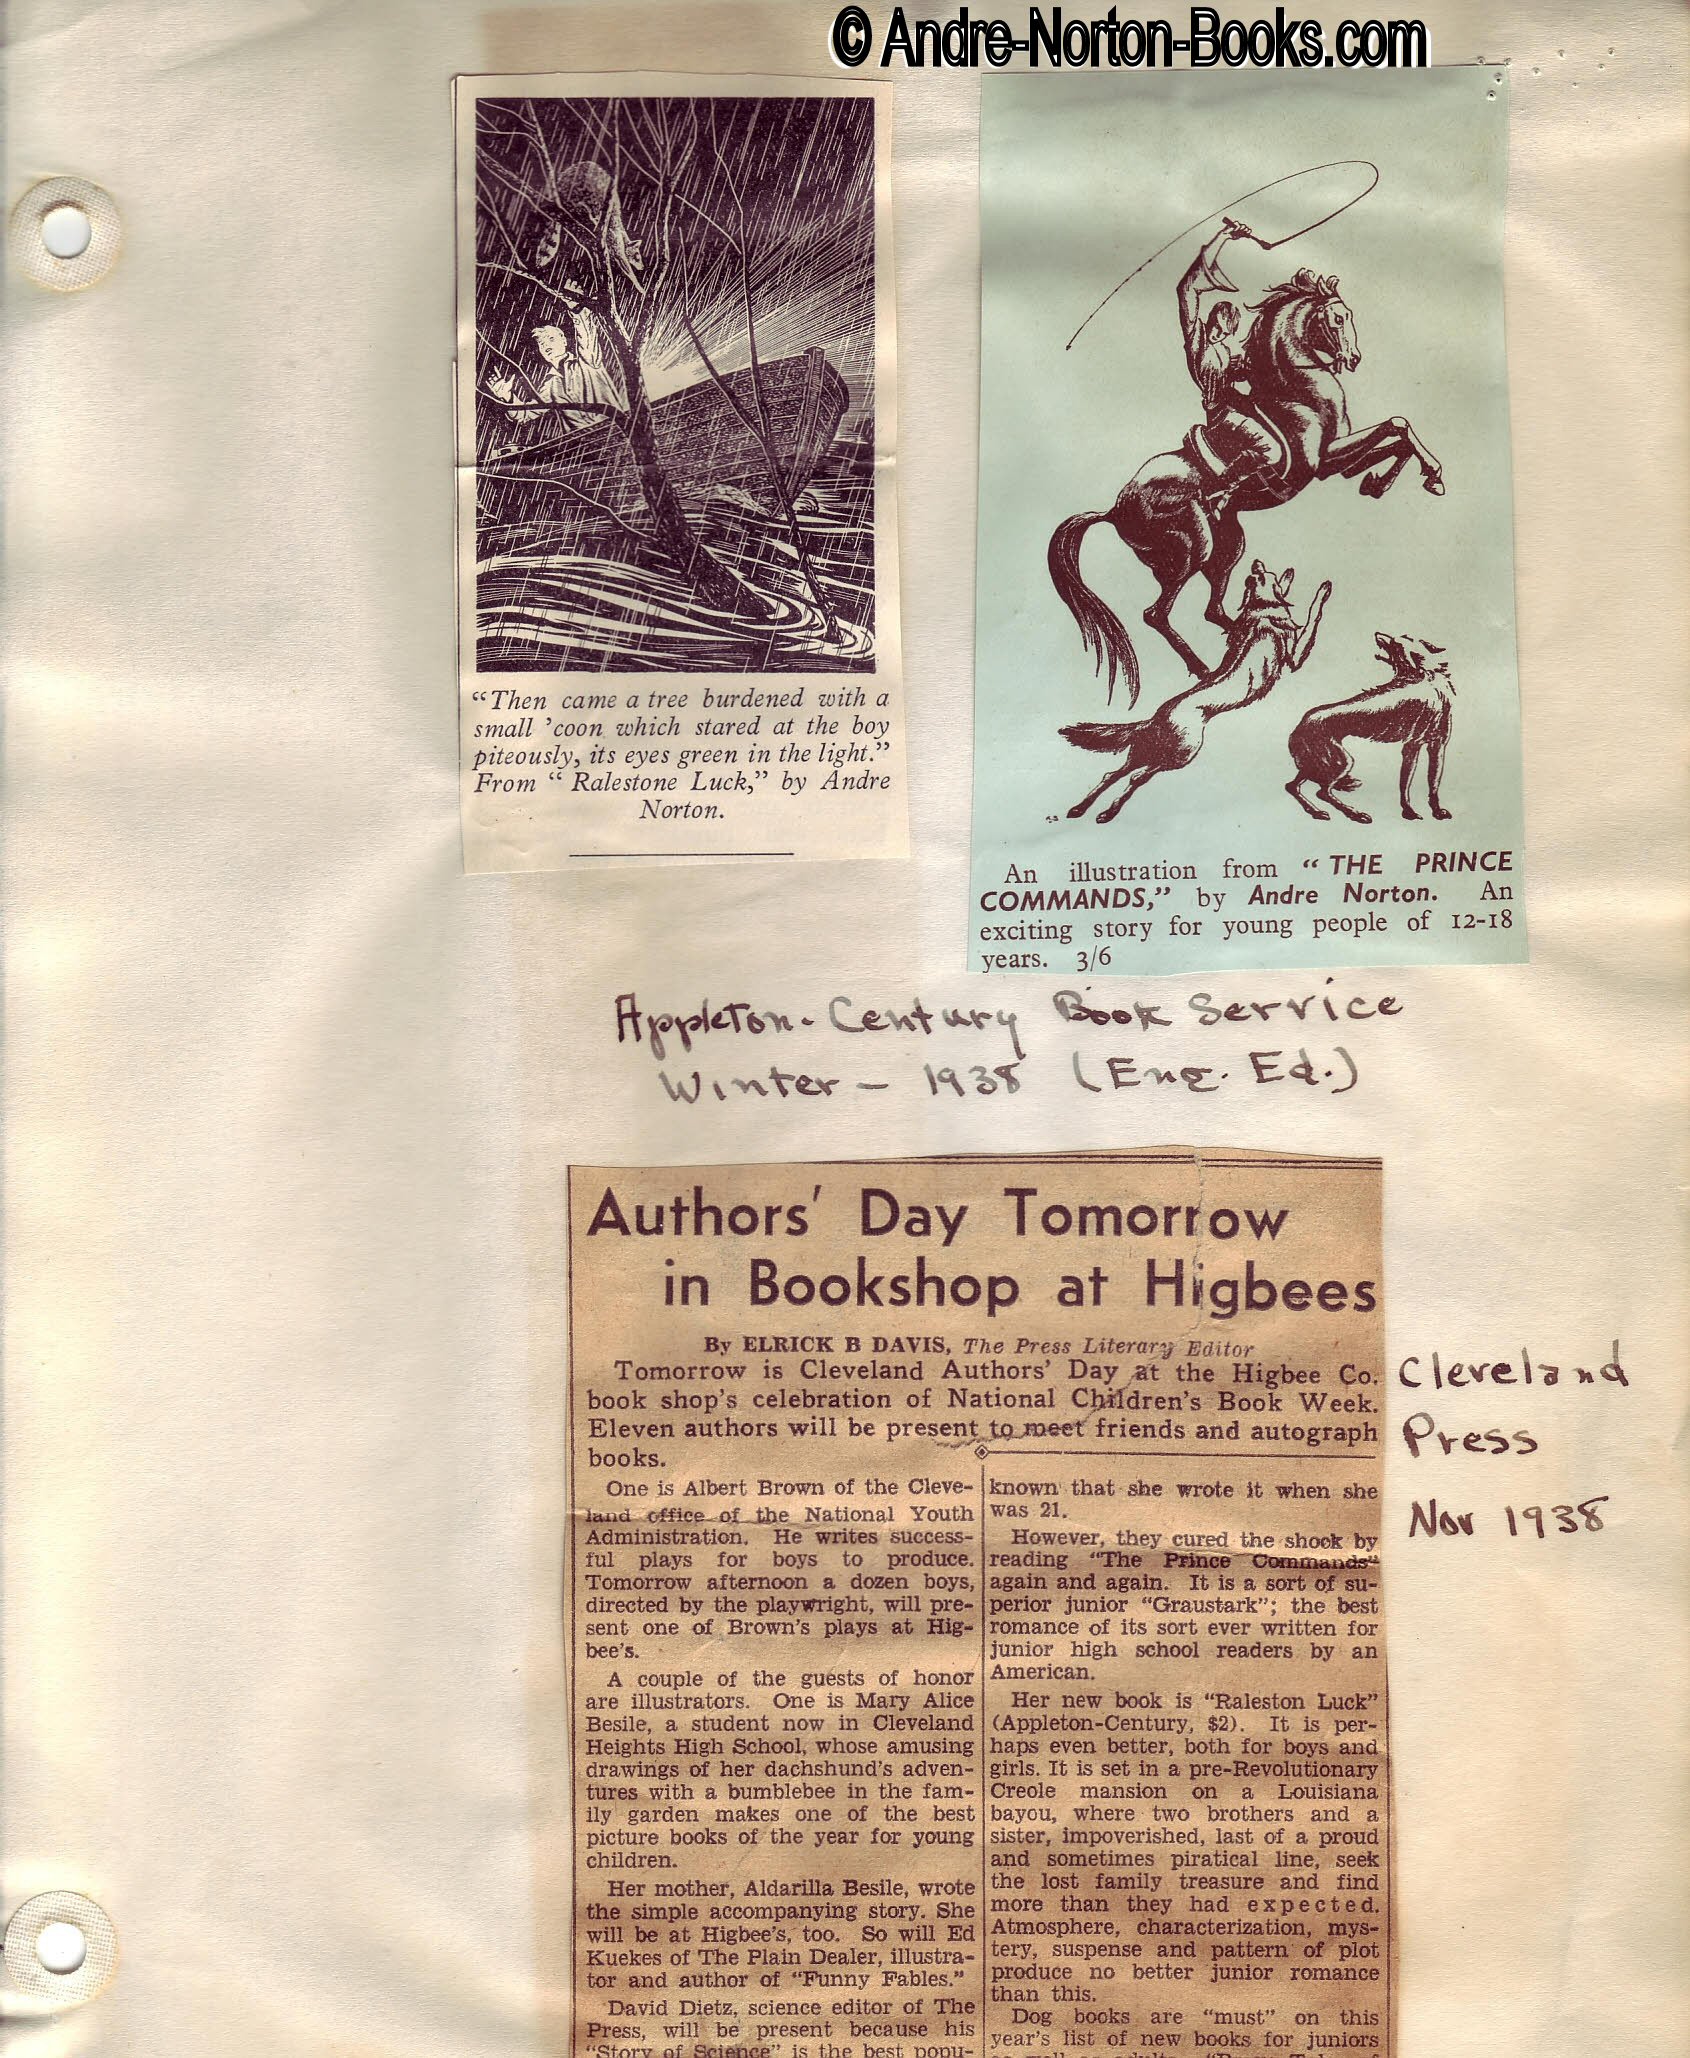 © Andre-Norton-Books.com
“Then came a tree burdened with a
small ’coon which stared at the boy
piteously, its eyes green in the light.”
From “ Ralestone Luck,” by Andre
Norton.
An illustration from “ THE PRINCE
COMMANDS,” by Andre Norton. An
exciting story for young people of 12-18
years. 3/6
Appleton-Century Book Service
Winter – 1938 (Eng. Ed.)
Authors’ Day Tomorrow
in Bookshop at Higbees
By ELRICK B DAVIS, The Press Literary Editor
Tomorrow is Cleveland Authors’ Day at the Higbee Co.
book shop’s celebration of National Children’s Book Week.
Eleven authors will be present to meet friends and autograph
books.
One is Albert Brown of the Cleve-
land office of the National Youth
Administration. He writes success-
ful plays for boys to produce.
Tomorrow afternoon a dozen boys,
directed by the playwright, will pre-
sent one of Brown’s plays at Hig-
bee’s.
A couple of the guests of honor
are illustrators. One is Mary Alice
Besile, a student now in Cleveland
Heights High School, whose amusing
drawings of her dachshund’s adven-
tures with a bumblebee in the fam-
ily garden makes one of the best
picture books of the year for young
children.
Her mother, Aldarilla Besile, wrote
the simple accompanying story. She
will be at Higbee’s, too. So will Ed
Kuekes of The Plain Dealer, illustra-
tor and author of “Funny Fables.”
David Dietz, science editor of The
Press, will be present because his
“Story of Science” is the best popu-
known that she wrote it when she
was 21.
However, they cured the shock by
reading “The Prince Commands”
again and again. It is a sort of su-
perior junior “Graustark”; the best
romance of its sort ever written for
junior high school readers by an
American.
Her new book is “Raleston Luck”
(Appleton-Century, $2). It is per-
haps even better, both for boys and
girls. It is set in a pre-Revolutionary
Creole mansion on a Louisiana
bayou, where two brothers and a
sister, impoverished, last of a proud
and sometimes piratical line, seek
the lost family treasure and find
more than they had expected.
Atmosphere, characterization, mys-
tery, suspense and pattern of plot
produce no better junior romance
than this.
Dog books are “must” on this
year’s list of new books for juniors
Cleveland
Press
Nov 1938